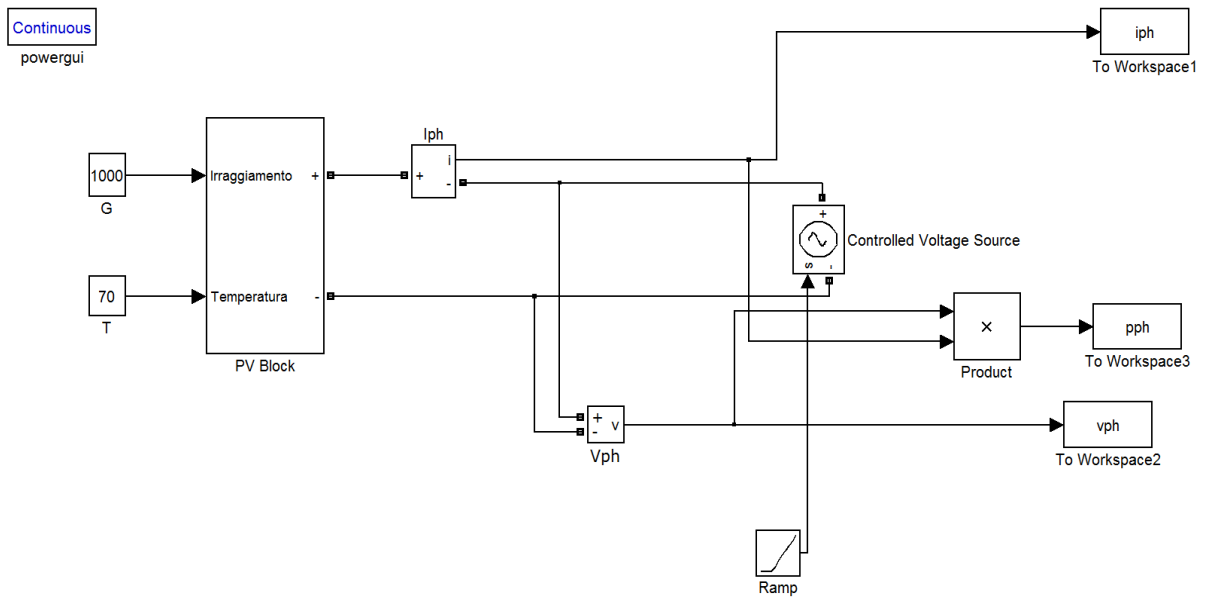 Continuous
powergui
iph
To Workspace1
Iph
i
+
-
1000
G
Irraggiamento
+
+
s
-
Controlled Voltage Source
70
T
Temperatura
-
PV Block
×
Product
pph
To Workspace3
+
-
v
Vph
vph
To Workspace2
Ramp